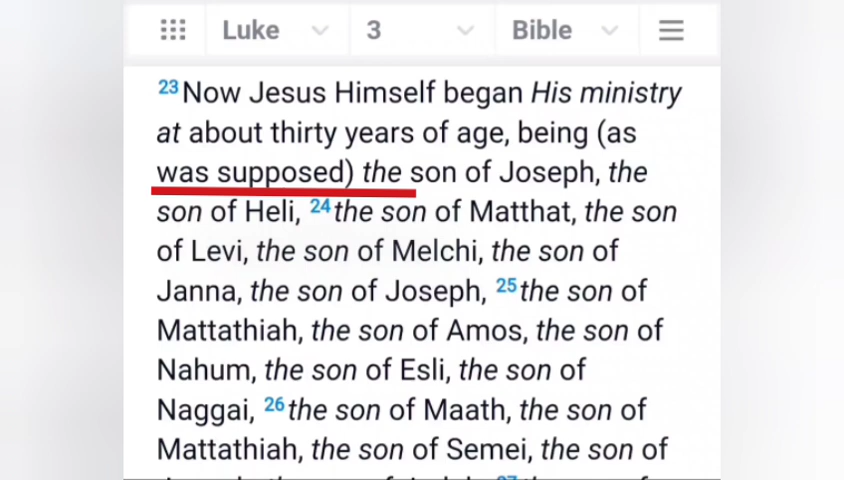 Luke 3 Bible
23 Now Jesus Himself began His ministry
at about thirty years of age, being (as
was supposed) the son of Joseph, the
son of Heli, 24 the son of Matthat, the son
of Levi, the son of Melchi, the son of
Janna, the son of Joseph, 25 the son of
Mattathiah, the son of Amos, the son of
Nahum, the son of Esli, the son of
Naggai, 26 the son of Maath, the son of
Mattathiah, the son of Semei, the son of